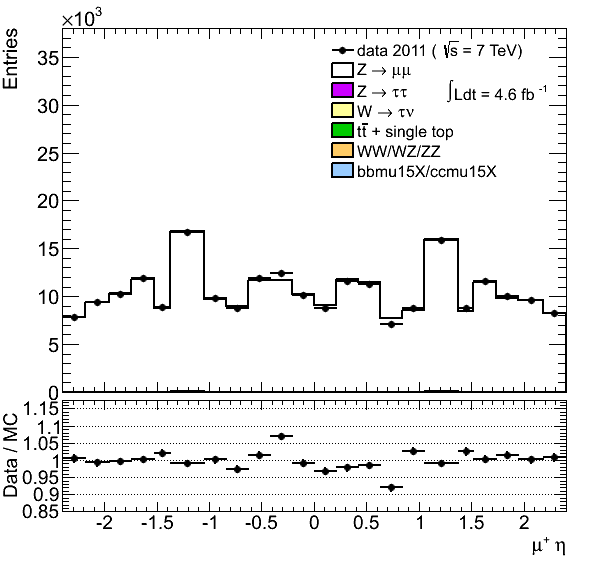 ×10³
Entries
35
30
25
20
15
10
5
0
data 2011 ( √s = 7 TeV)
Z → μμ
Z → ττ
∫Ldt = 4.6 fb⁻¹
W → τν
tt̄ + single top
WW/WZ/ZZ
bbmu15X/ccmu15X
Data / MC
1.15
1.1
1.05
1
0.95
0.9
0.85
-2 -1.5 -1 -0.5 0 0.5 1 1.5 2
μ⁺ η